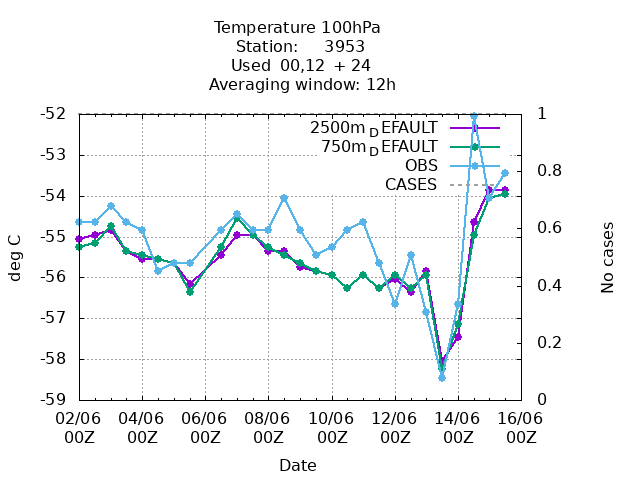 Temperature 100hPa
Station: 3953
Used 00,12 + 24
Averaging window: 12h
2500m_DEFAULT
750m_DEFAULT
OBS
CASES
-52
-53
-54
-55
-56
-57
-58
-59
deg C
1
0.8
0.6
0.4
0.2
0
No cases
02/06 04/06 06/06 08/06 10/06 12/06 14/06 16/06
00Z 00Z 00Z 00Z 00Z 00Z 00Z 00Z
Date